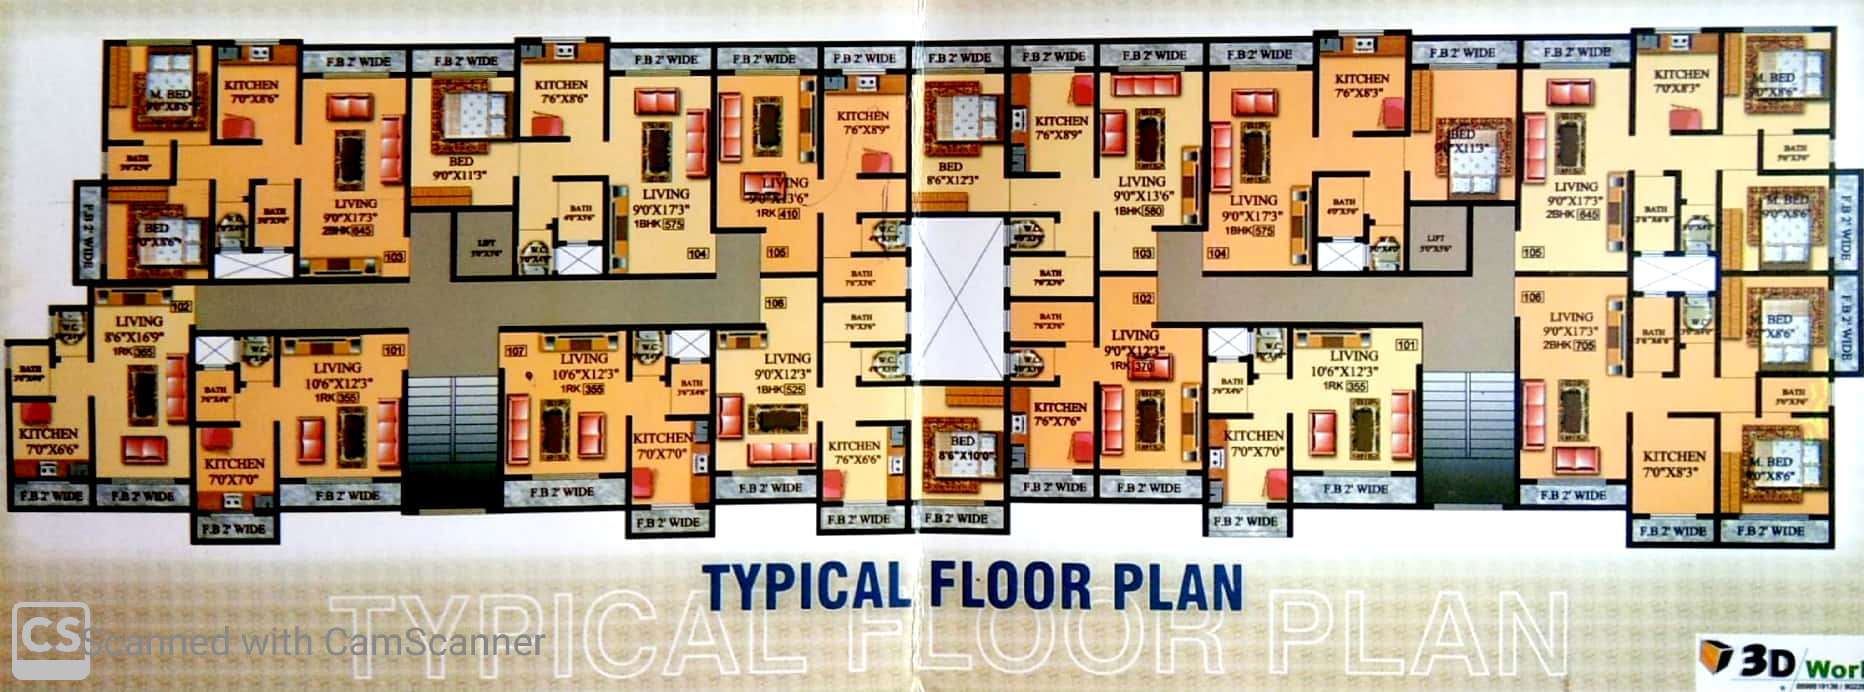 M. BED
9'0"X8'6"
KITCHEN
7'0"X8'6"
F.B 2' WIDE
LIVING
9'0"X17'3"
2BHK 645
103
BATH
BED
F.B 2' WIDE
BATH
W.C.
F.B 2' WIDE
BED
9'0"X11'3"
LIFT
KITCHEN
7'6"X8'6"
BATH
W.C.
F.B 2' WIDE
LIVING
9'0"X17'3"
1BHK 575
104
F.B 2' WIDE
LIVING
9'0"X13'6"
1RK 410
105
F.B 2' WIDE
KITCHEN
7'6"X8'9"
W.C.
BATH
7'6"X3'6"
F.B 2' WIDE
BED
8'6"X12'3"
F.B 2' WIDE
KITCHEN
7'6"X8'9"
W.C.
BATH
7'6"X3'6"
F.B 2' WIDE
LIVING
9'0"X13'6"
1BHK 580
103
F.B 2' WIDE
LIVING
9'0"X17'3"
1BHK 575
104
KITCHEN
7'6"X8'3"
BATH
W.C.
F.B 2' WIDE
BED
LIFT
F.B 2' WIDE
LIVING
9'0"X17'3"
2BHK 645
105
KITCHEN
7'0"X8'3"
M. BED
9'0"X8'6"
BATH
BATH
M. BED
9'0"X8'6"
F.B 2' WIDE
102
LIVING
8'6"X16'9"
1RK 365
W.C.
BATH
KITCHEN
7'0"X6'6"
F.B 2' WIDE
F.B 2' WIDE
W.C.
BATH
KITCHEN
7'0"X7'0"
F.B 2' WIDE
101
LIVING
10'6"X12'3"
1RK 355
F.B 2' WIDE
107
LIVING
10'6"X12'3"
1RK 355
F.B 2' WIDE
W.C.
BATH
KITCHEN
7'0"X7'0"
F.B 2' WIDE
106
LIVING
9'0"X12'3"
1BHK 525
F.B 2' WIDE
BATH
7'6"X3'6"
W.C.
KITCHEN
7'6"X6'6"
F.B 2' WIDE
BED
8'6"X10'0"
F.B 2' WIDE
BATH
7'6"X3'6"
W.C.
KITCHEN
7'6"X7'6"
F.B 2' WIDE
102
LIVING
9'0"X12'3"
1RK 370
F.B 2' WIDE
W.C.
BATH
KITCHEN
7'0"X7'0"
F.B 2' WIDE
101
LIVING
10'6"X12'3"
1RK 355
F.B 2' WIDE
106
LIVING
9'0"X17'3"
2BHK 705
F.B 2' WIDE
BATH
KITCHEN
7'0"X8'3"
F.B 2' WIDE
M. BED
F.B 2' WIDE
BATH
M. BED
F.B 2' WIDE
TYPICAL FLOOR PLAN
TYPICAL FLOOR PLAN
CS Scanned with CamScanner
3D Worl